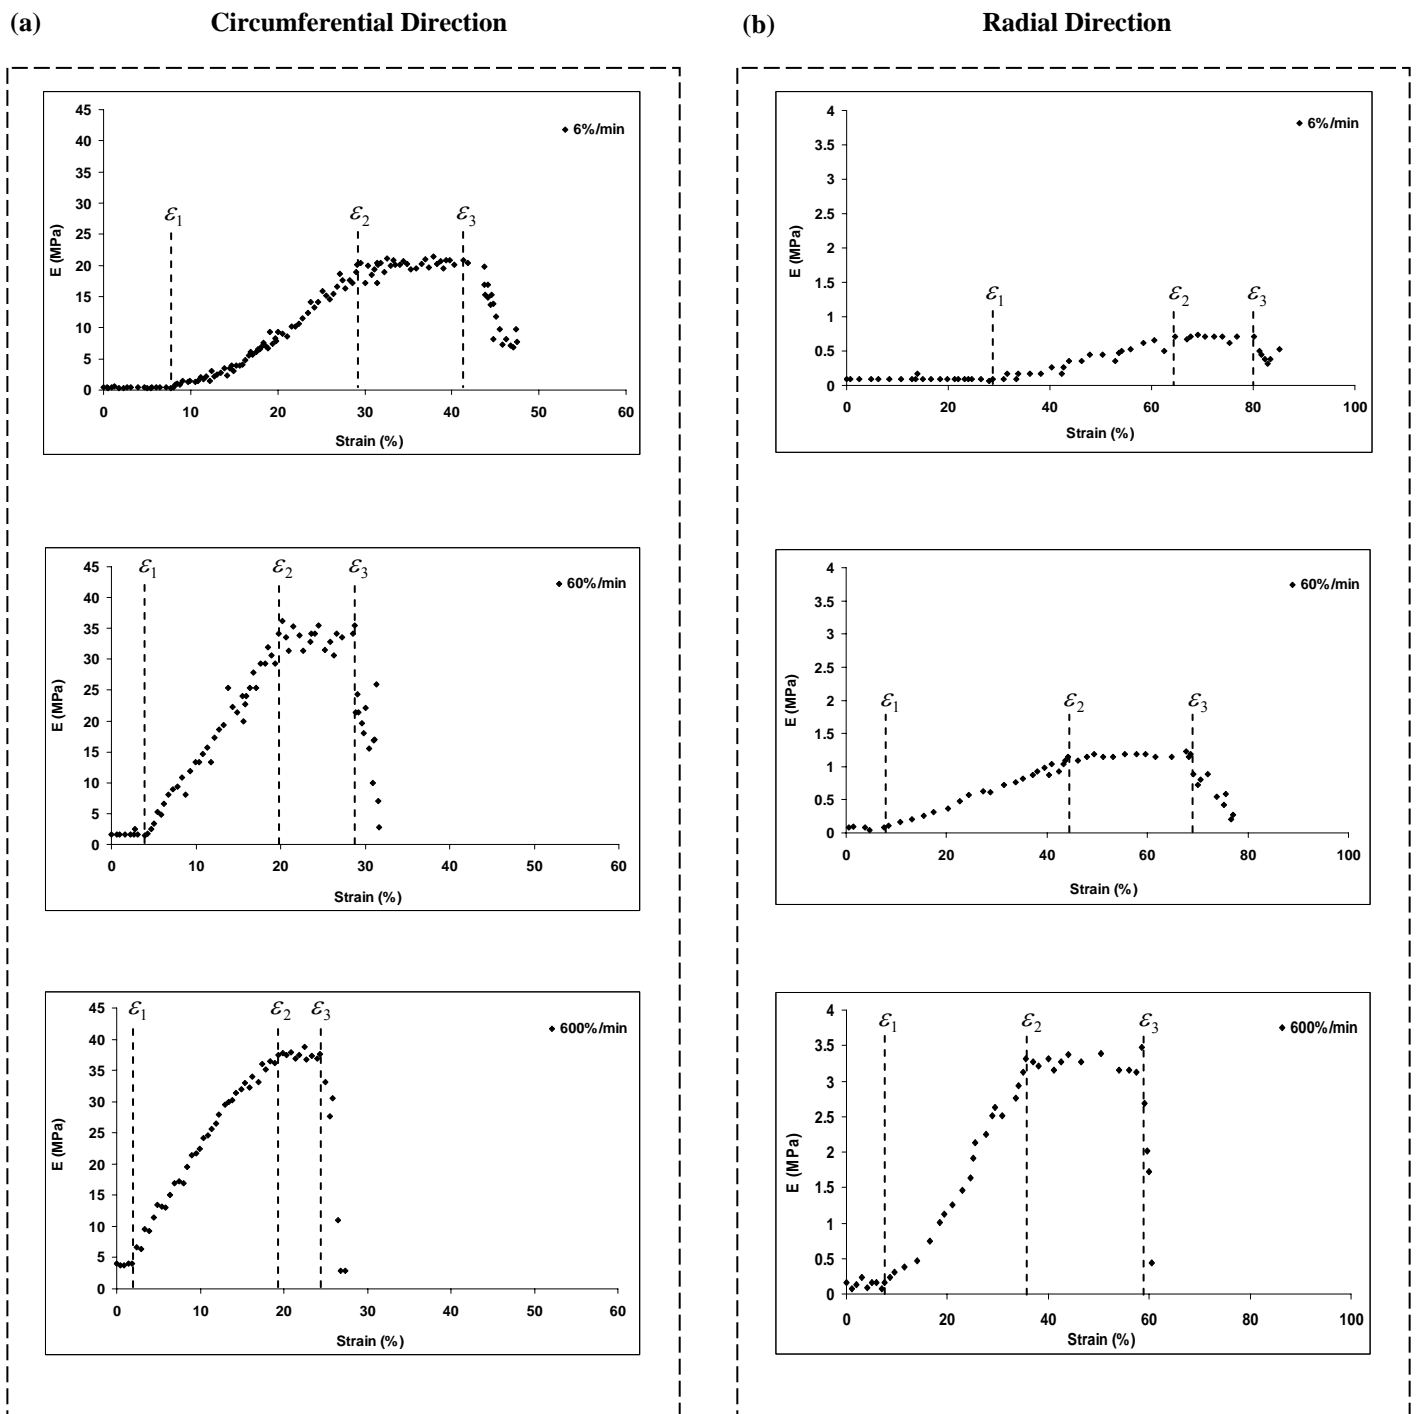 (a) Circumferential Direction
45
40
35
30
25
20
15
10
5
0
E (MPa)
6%/min
ε1
ε2
ε3
0 10 20 30 40 50 60
Strain (%)
45
40
35
30
25
20
15
10
5
0
E (MPa)
60%/min
ε1
ε2
ε3
0 10 20 30 40 50 60
Strain (%)
45
40
35
30
25
20
15
10
5
0
E (MPa)
600%/min
ε1
ε2
ε3
0 10 20 30 40 50 60
Strain (%)
(b) Radial Direction
4
3.5
3
2.5
2
1.5
1
0.5
0
E (MPa)
6%/min
ε1
ε2
ε3
0 20 40 60 80 100
Strain (%)
4
3.5
3
2.5
2
1.5
1
0.5
0
E (MPa)
60%/min
ε1
ε2
ε3
0 20 40 60 80 100
Strain (%)
4
3.5
3
2.5
2
1.5
1
0.5
0
E (MPa)
600%/min
ε1
ε2
ε3
0 20 40 60 80 100
Strain (%)